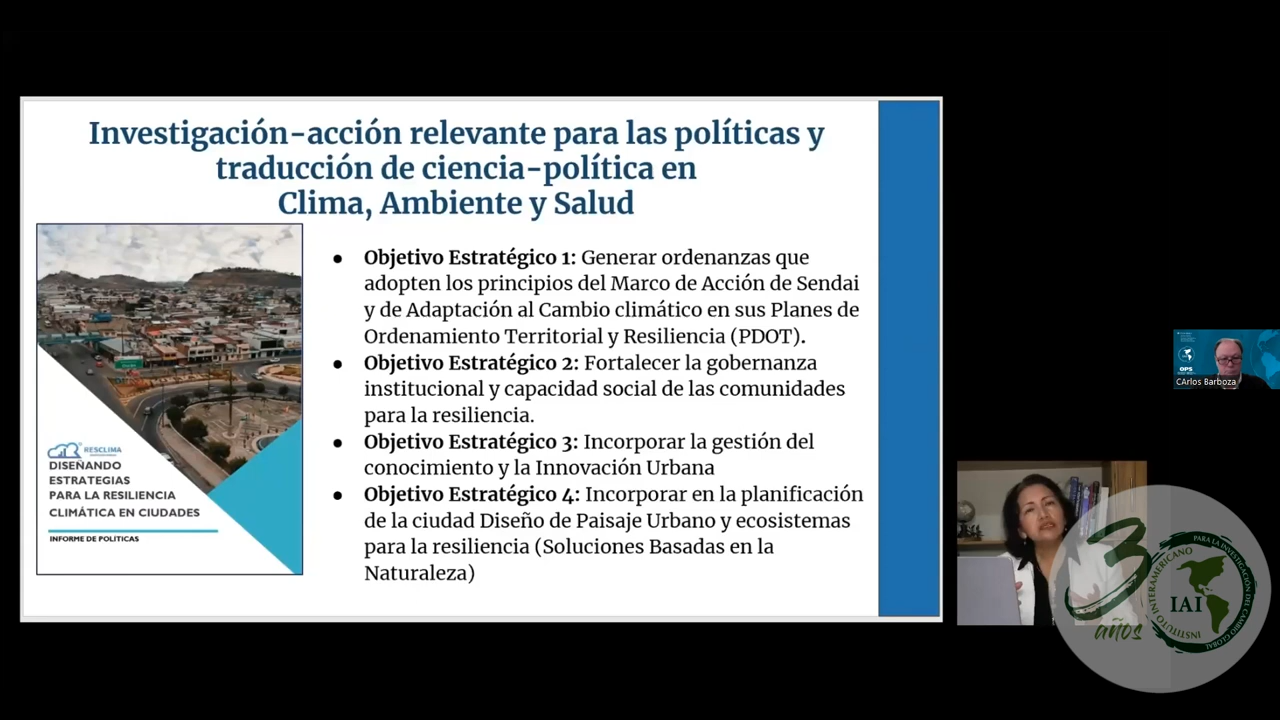 Investigación-acción relevante para las políticas y
traducción de ciencia-política en
Clima, Ambiente y Salud
RESCLIMA
DISEÑANDO
ESTRATEGIAS
PARA LA RESILIENCIA
CLIMÁTICA EN CIUDADES
INFORME DE POLÍTICAS
● Objetivo Estratégico 1: Generar ordenanzas que
adopten los principios del Marco de Acción de Sendai
y de Adaptación al Cambio climático en sus Planes de
Ordenamiento Territorial y Resiliencia (PDOT).
● Objetivo Estratégico 2: Fortalecer la gobernanza
institucional y capacidad social de las comunidades
para la resiliencia.
● Objetivo Estratégico 3: Incorporar la gestión del
conocimiento y la Innovación Urbana
● Objetivo Estratégico 4: Incorporar en la planificación
de la ciudad Diseño de Paisaje Urbano y ecosistemas
para la resiliencia (Soluciones Basadas en la
Naturaleza)
OPS
CArlos Barboza
3
años
INSTITUTO INTERAMERICANO PARA LA INVESTIGACIÓN DEL CAMBIO GLOBAL
IAI